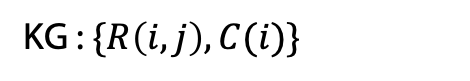 KG : {R(i, j), C(i)}